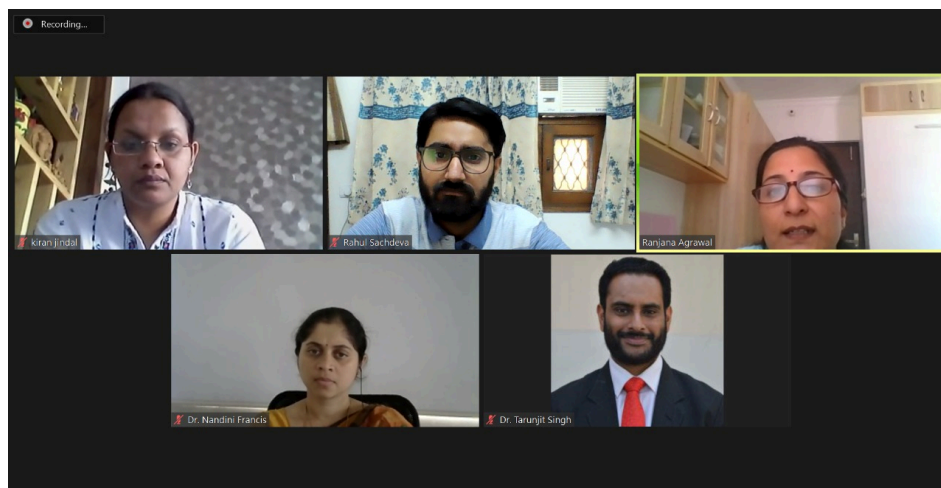 Recording...
kiran jindal
Rahul Sachdeva
Ranjana Agrawal
Dr. Nandini Francis
Dr. Tarunjit Singh